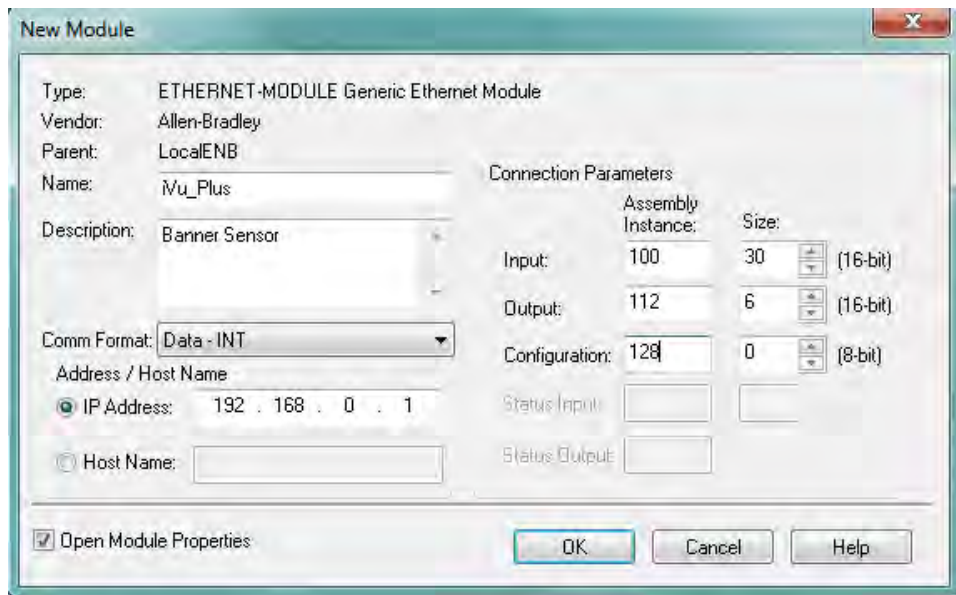 New Module
Type: ETHERNET-MODULE Generic Ethernet Module
Vendor: Allen-Bradley
Parent: LocalENB
Name: iVu_Plus
Description: Banner Sensor
Comm Format: Data - INT
Address / Host Name
IP Address: 192 . 168 . 0 . 1
Host Name:
Connection Parameters
Assembly
Instance: Size:
Input: 100 30 (16-bit)
Output: 112 6 (16-bit)
Configuration: 128 0 (8-bit)
Status Input:
Status Output:
Open Module Properties
OK Cancel Help